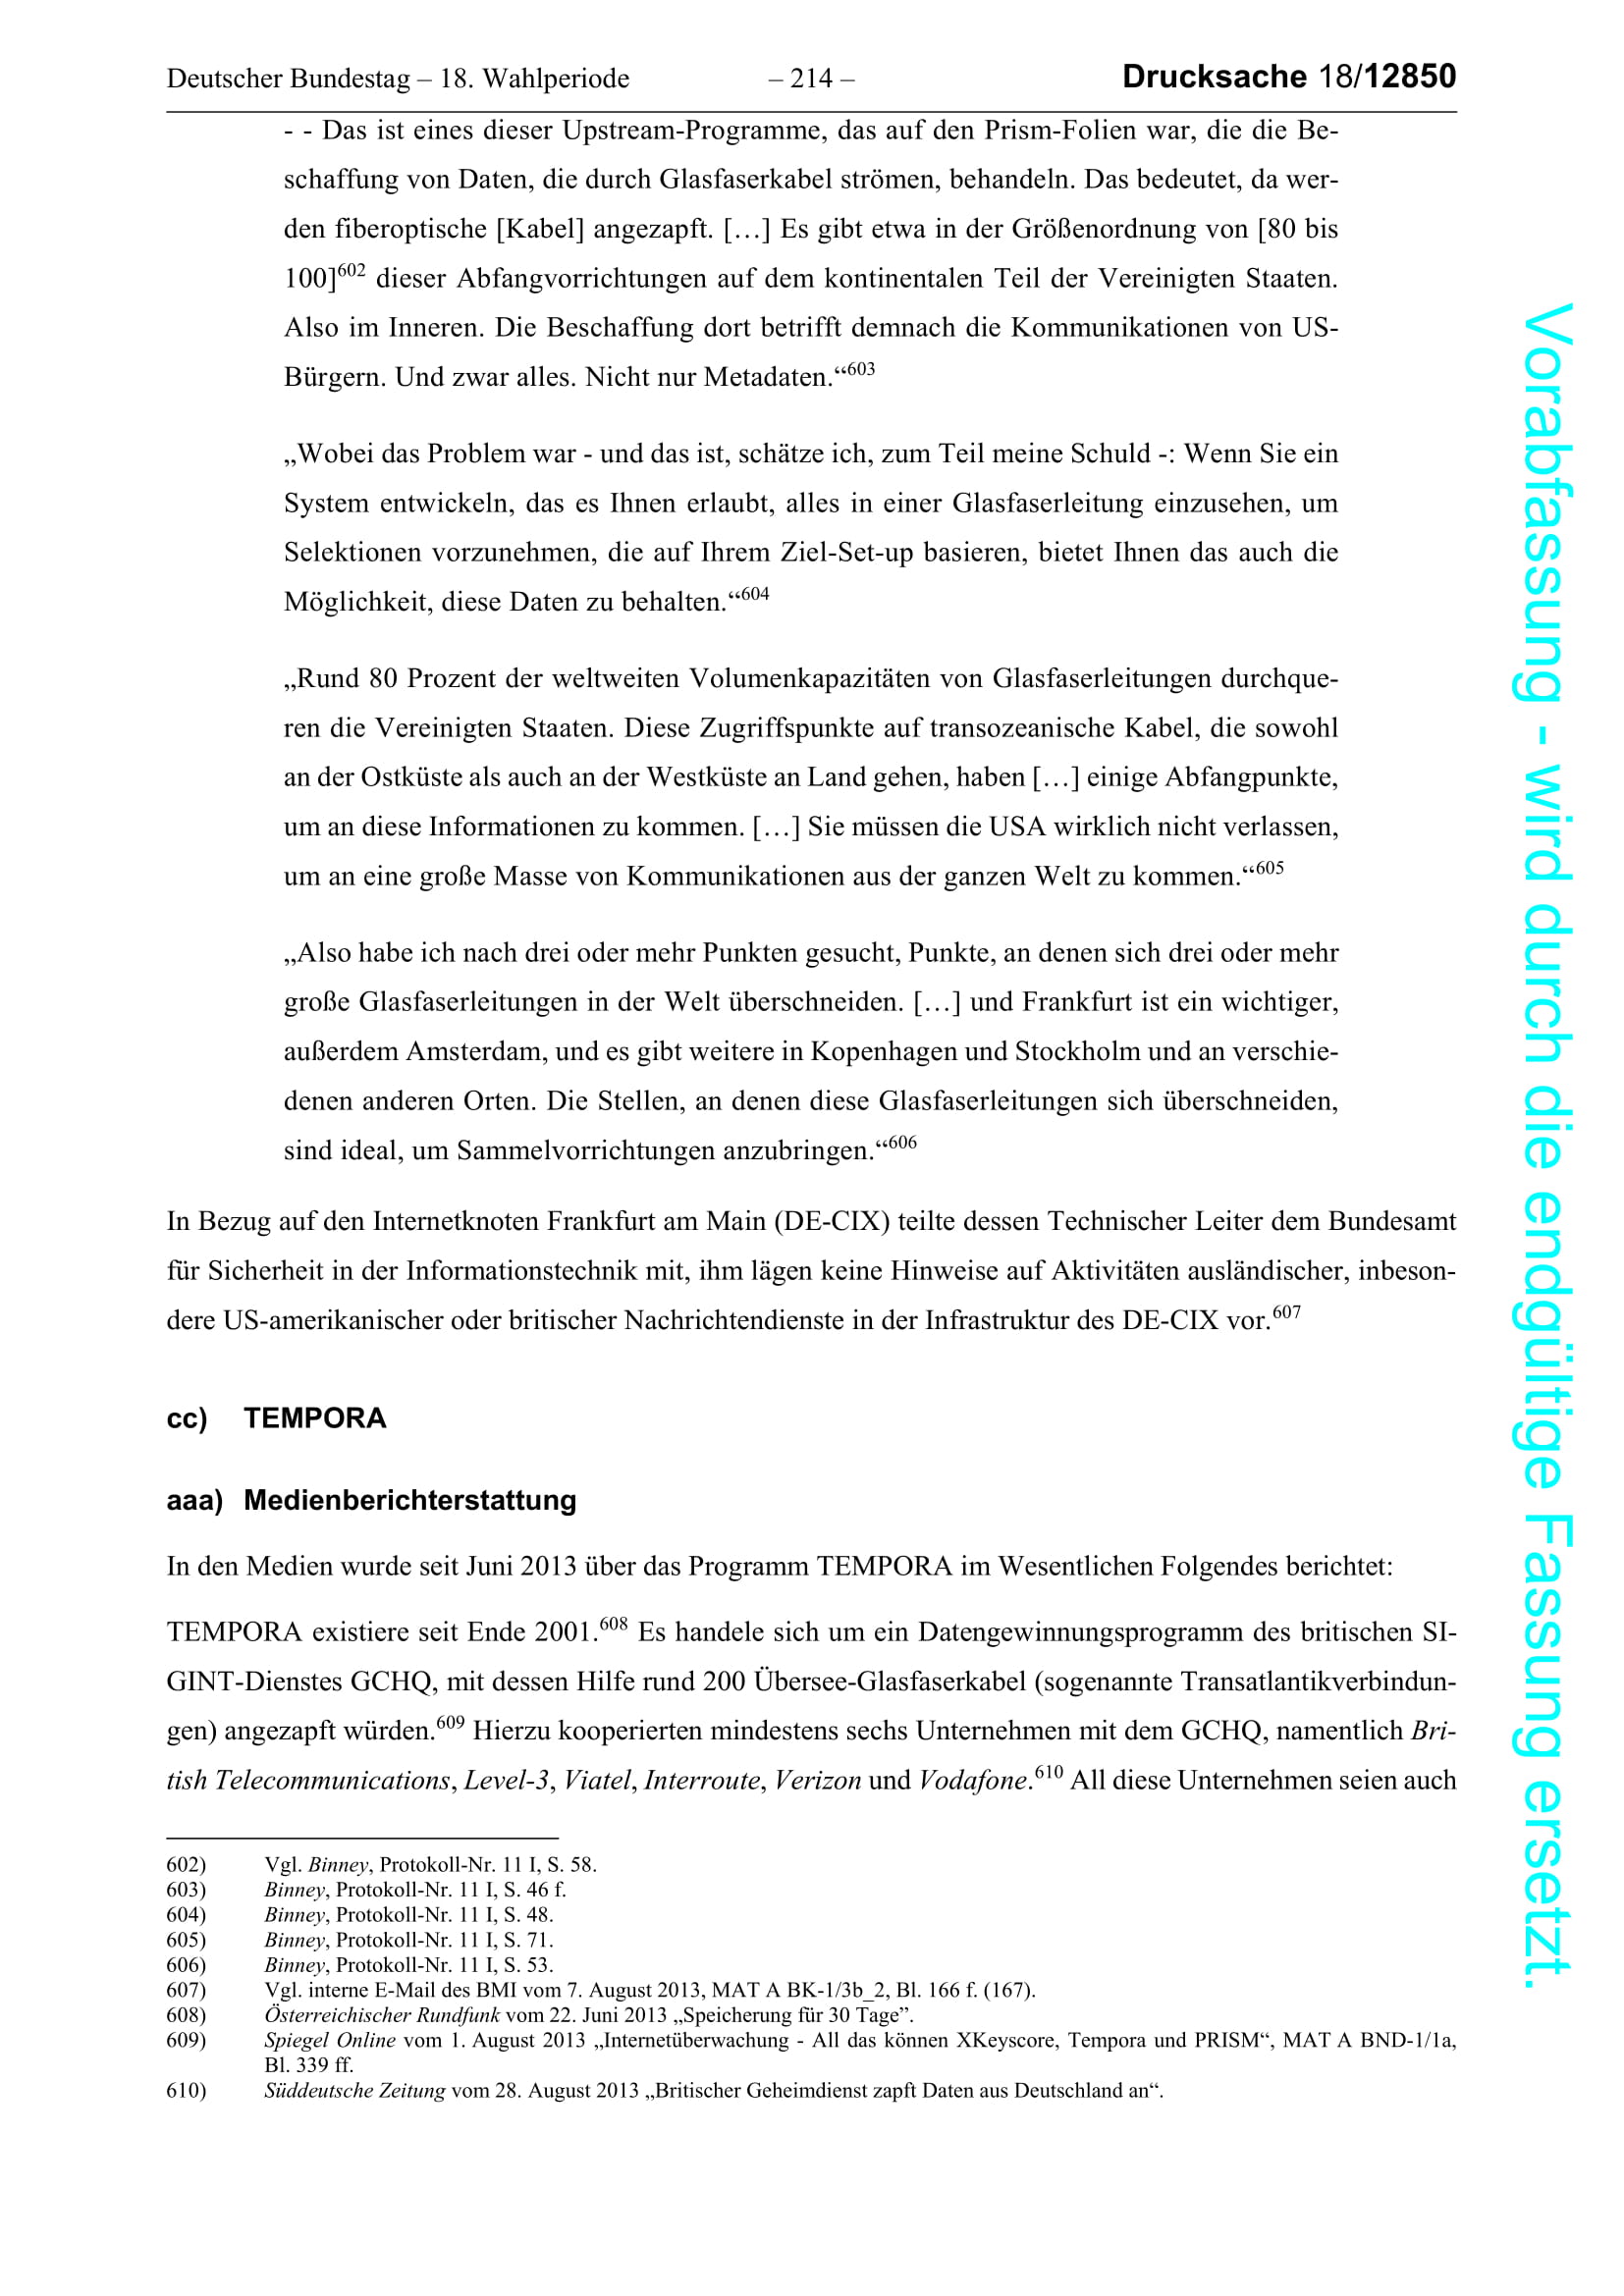 Deutscher Bundestag – 18. Wahlperiode – 214 – Drucksache 18/12850
- - Das ist eines dieser Upstream-Programme, das auf den Prism-Folien war, die die Be-
schaffung von Daten, die durch Glasfaserkabel strömen, behandeln. Das bedeutet, da wer-
den fiberoptische [Kabel] angezapft. […] Es gibt etwa in der Größenordnung von [80 bis
100]602 dieser Abfangvorrichtungen auf dem kontinentalen Teil der Vereinigten Staaten.
Also im Inneren. Die Beschaffung dort betrifft demnach die Kommunikationen von US-
Bürgern. Und zwar alles. Nicht nur Metadaten.“603
„Wobei das Problem war - und das ist, schätze ich, zum Teil meine Schuld -: Wenn Sie ein
System entwickeln, das es Ihnen erlaubt, alles in einer Glasfaserleitung einzusehen, um
Selektionen vorzunehmen, die auf Ihrem Ziel-Set-up basieren, bietet Ihnen das auch die
Möglichkeit, diese Daten zu behalten.“604
„Rund 80 Prozent der weltweiten Volumenkapazitäten von Glasfaserleitungen durchque-
ren die Vereinigten Staaten. Diese Zugriffspunkte auf transozeanische Kabel, die sowohl
an der Ostküste als auch an der Westküste an Land gehen, haben […] einige Abfangpunkte,
um an diese Informationen zu kommen. […] Sie müssen die USA wirklich nicht verlassen,
um an eine große Masse von Kommunikationen aus der ganzen Welt zu kommen.“605
„Also habe ich nach drei oder mehr Punkten gesucht, Punkte, an denen sich drei oder mehr
große Glasfaserleitungen in der Welt überschneiden. […] und Frankfurt ist ein wichtiger,
außerdem Amsterdam, und es gibt weitere in Kopenhagen und Stockholm und an verschie-
denen anderen Orten. Die Stellen, an denen diese Glasfaserleitungen sich überschneiden,
sind ideal, um Sammelvorrichtungen anzubringen.“606
In Bezug auf den Internetknoten Frankfurt am Main (DE-CIX) teilte dessen Technischer Leiter dem Bundesamt
für Sicherheit in der Informationstechnik mit, ihm lägen keine Hinweise auf Aktivitäten ausländischer, inbeson-
dere US-amerikanischer oder britischer Nachrichtendienste in der Infrastruktur des DE-CIX vor.607
cc) TEMPORA
aaa) Medienberichterstattung
In den Medien wurde seit Juni 2013 über das Programm TEMPORA im Wesentlichen Folgendes berichtet:
TEMPORA existiere seit Ende 2001.608 Es handele sich um ein Datengewinnungsprogramm des britischen SI-
GINT-Dienstes GCHQ, mit dessen Hilfe rund 200 Übersee-Glasfaserkabel (sogenannte Transatlantikverbindun-
gen) angezapft würden.609 Hierzu kooperierten mindestens sechs Unternehmen mit dem GCHQ, namentlich Bri-
tish Telecommunications, Level-3, Viatel, Interroute, Verizon und Vodafone.610 All diese Unternehmen seien auch
602) Vgl. Binney, Protokoll-Nr. 11 I, S. 58.
603) Binney, Protokoll-Nr. 11 I, S. 46 f.
604) Binney, Protokoll-Nr. 11 I, S. 48.
605) Binney, Protokoll-Nr. 11 I, S. 71.
606) Binney, Protokoll-Nr. 11 I, S. 53.
607) Vgl. interne E-Mail des BMI vom 7. August 2013, MAT A BK-1/3b_2, Bl. 166 f. (167).
608) Österreichischer Rundfunk vom 22. Juni 2013 „Speicherung für 30 Tage”.
609) Spiegel Online vom 1. August 2013 „Internetüberwachung - All das können XKeyscore, Tempora und PRISM“, MAT A BND-1/1a,
Bl. 339 ff.
610) Süddeutsche Zeitung vom 28. August 2013 „Britischer Geheimdienst zapft Daten aus Deutschland an“.
Vorabfassung - wird durch die endgültige Fassung ersetzt.